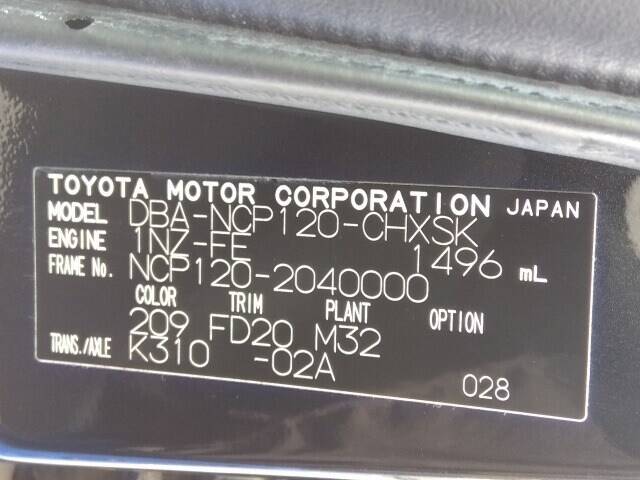 TOYOTA MOTOR CORPORATION JAPAN
MODEL DBA-NCP120-CHXSK
ENGINE 1NZ-FE 1496 mL
FRAME No. NCP120-2040000
COLOR TRIM PLANT OPTION
209 FD20 M32
TRANS./AXLE K310 -02A
028